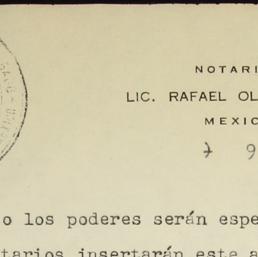 NOTARI
LIC. RAFAEL OL
MEXIC
7 9
o los poderes serán espe
tarios insertarán este a